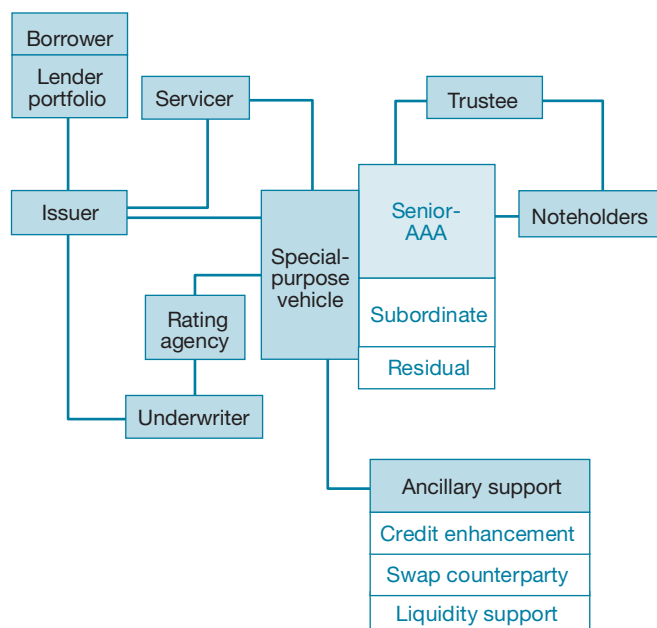 Borrower
Lender
portfolio
Servicer
Trustee
Issuer
Special-
purpose
vehicle
Senior-
AAA
Noteholders
Rating
agency
Subordinate
Residual
Underwriter
Ancillary support
Credit enhancement
Swap counterparty
Liquidity support